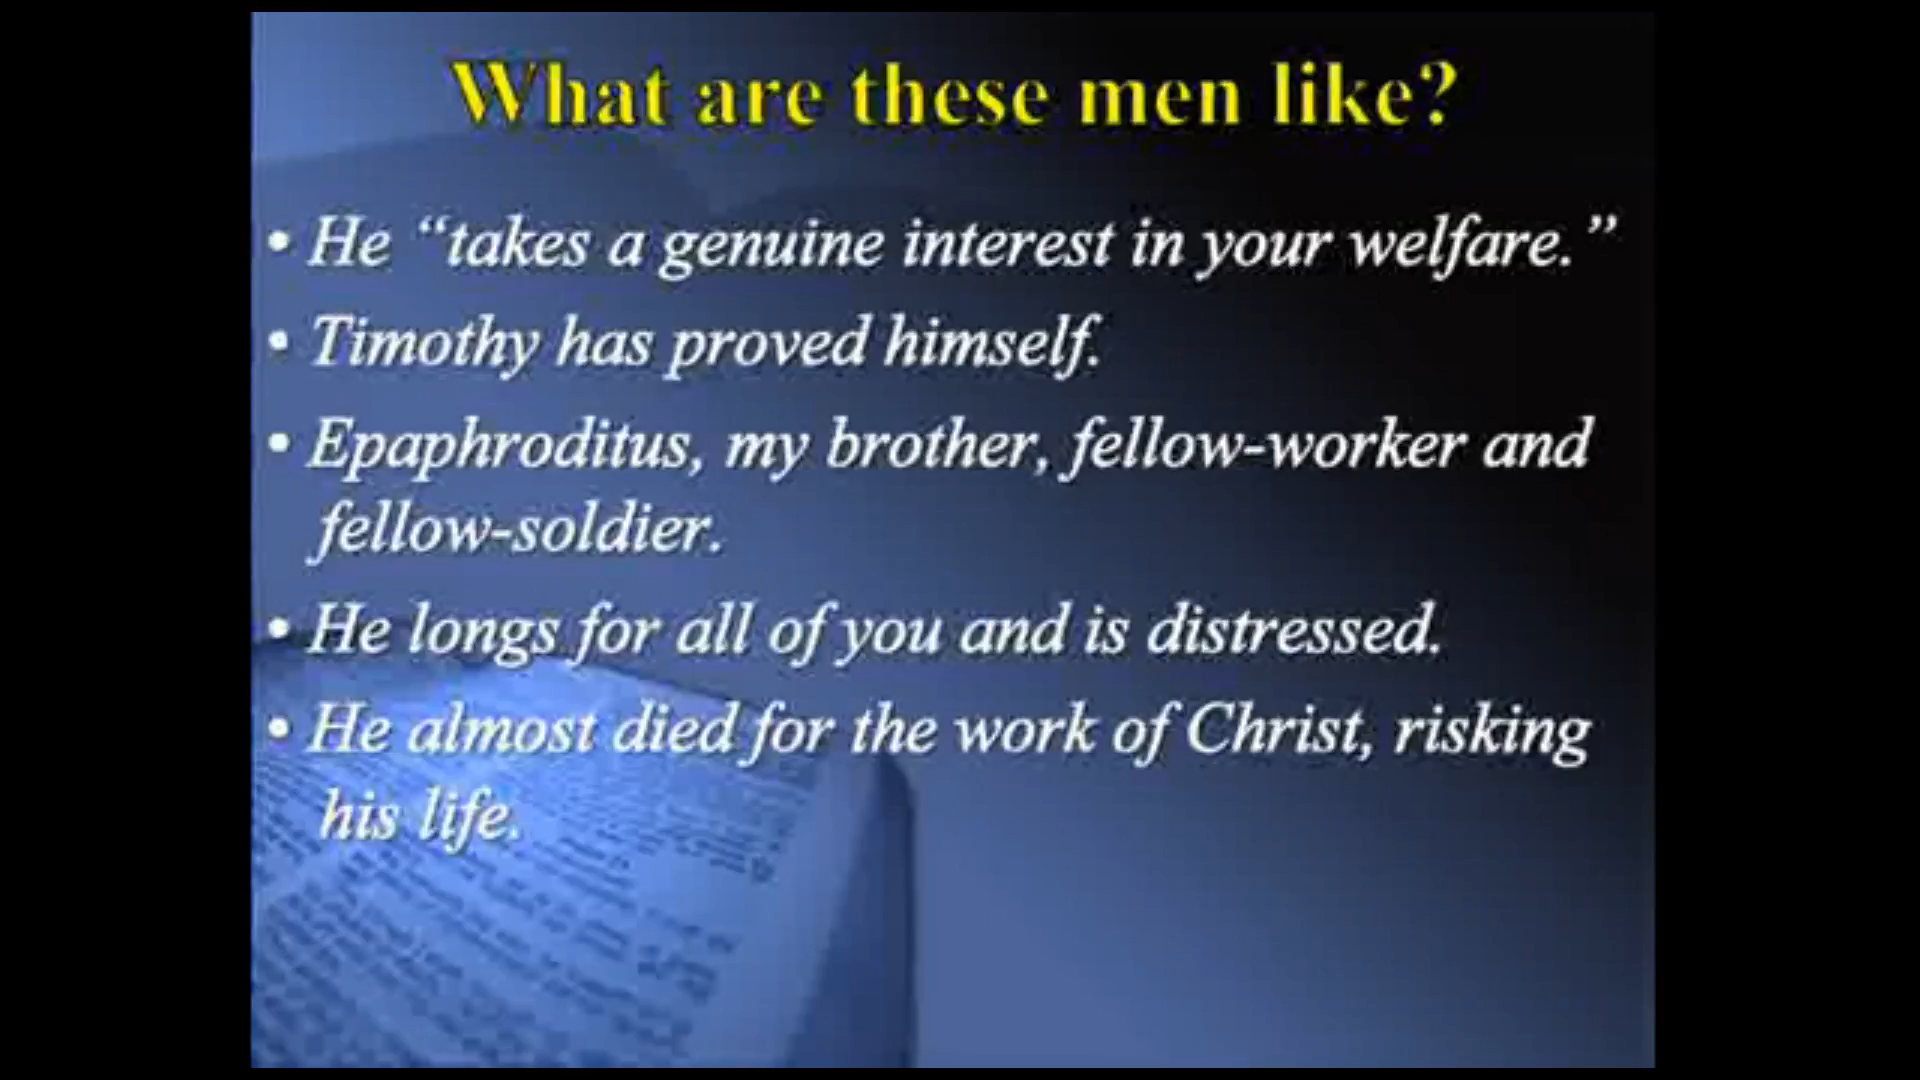 What are these men like?
• He “takes a genuine interest in your welfare.”
• Timothy has proved himself.
• Epaphroditus, my brother, fellow-worker and
fellow-soldier.
• He longs for all of you and is distressed.
• He almost died for the work of Christ, risking
his life.